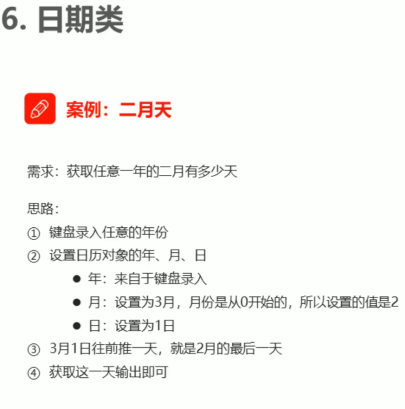 6. 日期类
案例：二月天
需求：获取任意一年的二月有多少天
思路：
① 键盘录入任意的年份
② 设置日历对象的年、月、日
● 年：来自于键盘录入
● 月：设置为3月，月份是从0开始的，所以设置的值是2
● 日：设置为1日
③ 3月1日往前推一天，就是2月的最后一天
④ 获取这一天输出即可